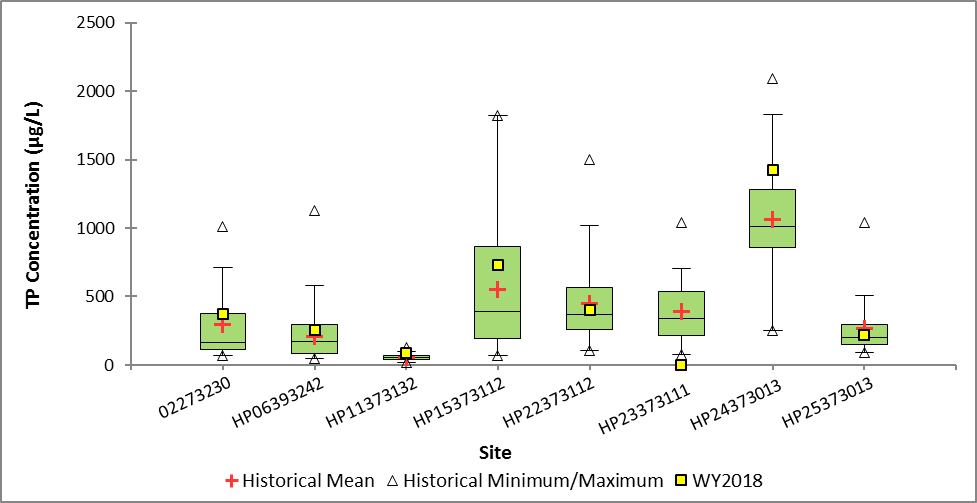 2500
2000
1500
1000
500
0
TP Concentration (µg/L)
02273230
HP06393242
HP11373132
HP15373112
HP22373112
HP23373111
HP24373013
HP25373013
Site
Historical Mean
Historical Minimum/Maximum
WY2018